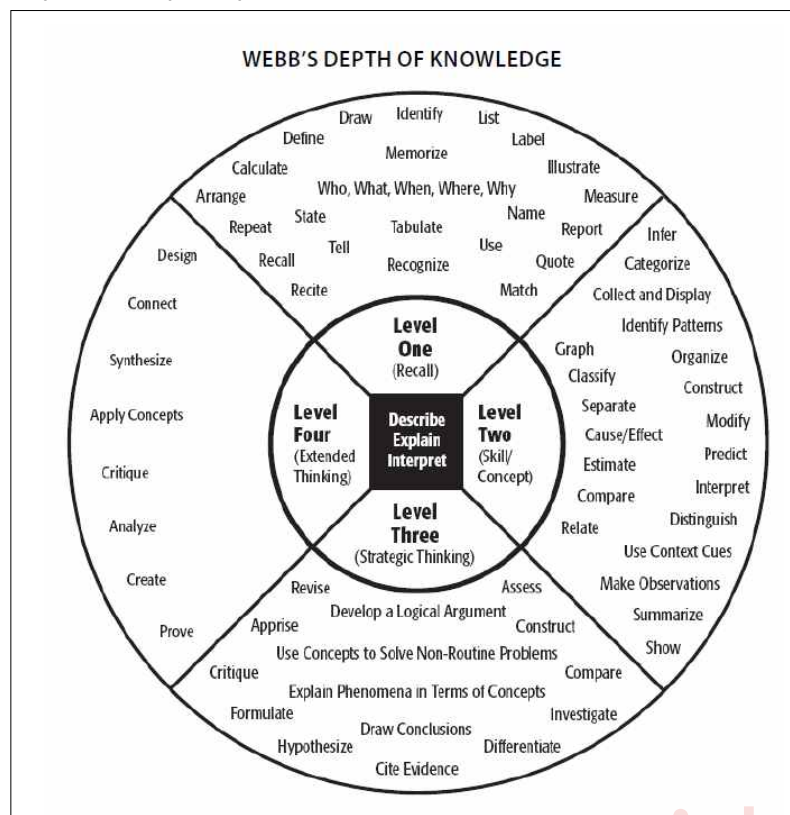 WEBB'S DEPTH OF KNOWLEDGE
Draw
Identify
List
Define
Label
Memorize
Calculate
Illustrate
Arrange
Who, What, When, Where, Why
Measure
Repeat
State
Tabulate
Name
Report
Tell
Use
Recall
Recognize
Quote
Recite
Match
Level
One
(Recall)
Infer
Categorize
Collect and Display
Identify Patterns
Graph
Organize
Classify
Construct
Separate
Modify
Cause/Effect
Predict
Estimate
Interpret
Compare
Distinguish
Relate
Use Context Cues
Make Observations
Summarize
Show
Level
Two
(Skill/
Concept)
Describe
Explain
Interpret
Level
Three
(Strategic Thinking)
Revise
Assess
Develop a Logical Argument
Apprise
Construct
Use Concepts to Solve Non-Routine Problems
Critique
Compare
Explain Phenomena in Terms of Concepts
Formulate
Investigate
Draw Conclusions
Hypothesize
Differentiate
Cite Evidence
Level
Four
(Extended
Thinking)
Design
Connect
Synthesize
Apply Concepts
Critique
Analyze
Create
Prove